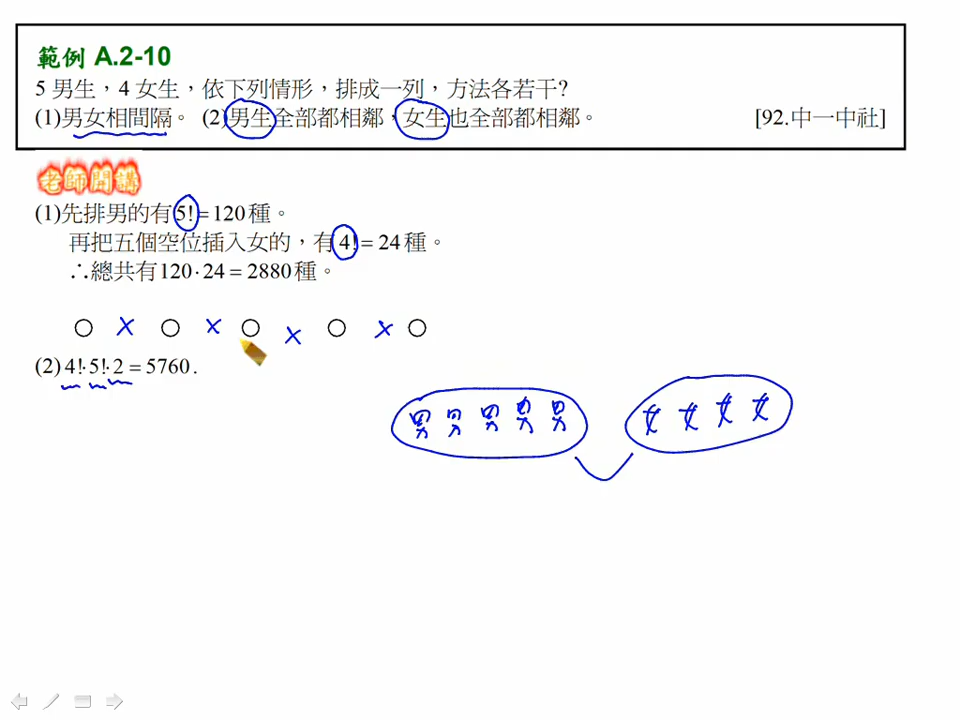 範例 A.2-10
5 男生，4 女生，依下列情形，排成一列，方法各若干?
(1)男女相間隔。 (2)男生全部都相鄰，女生也全部都相鄰。 [92.中一中社]
老師開講
(1)先排男的有5!=120種。
再把五個空位插入女的，有4!=24種。
∴總共有120·24=2880種。
○ × ○ × ○ × ○ × ○
(2)4!·5!·2=5760.
男 男 男 男 男 女 女 女 女